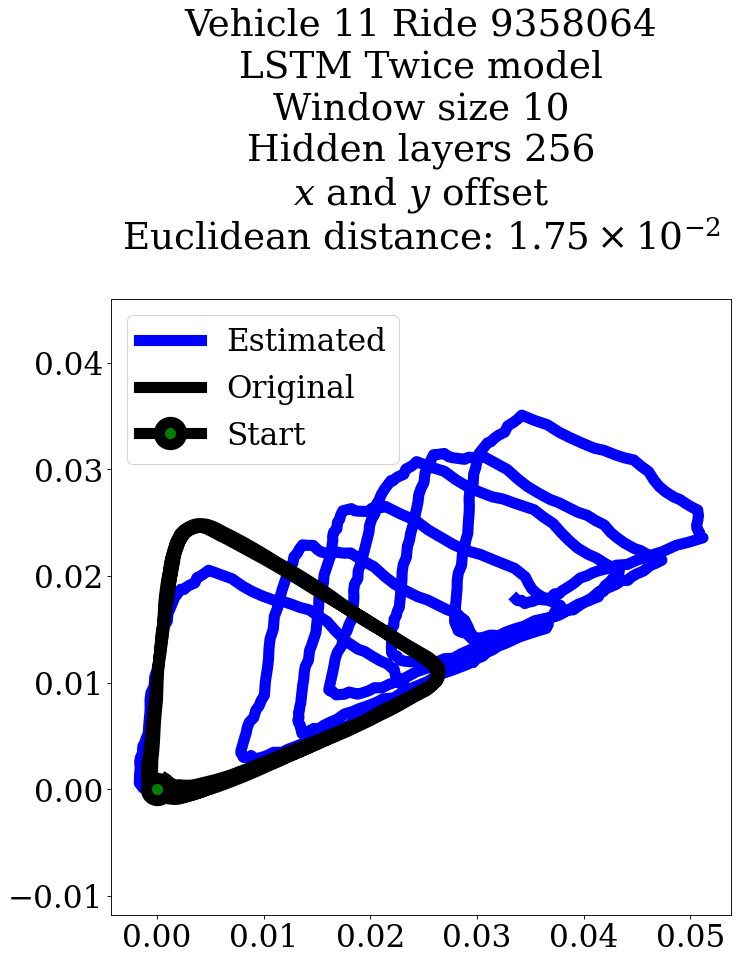 Vehicle 11 Ride 9358064
LSTM Twice model
Window size 10
Hidden layers 256
x and y offset
Euclidean distance: 1.75 × 10⁻²
Estimated
Original
Start
0.04
0.03
0.02
0.01
0.00
−0.01
0.00 0.01 0.02 0.03 0.04 0.05